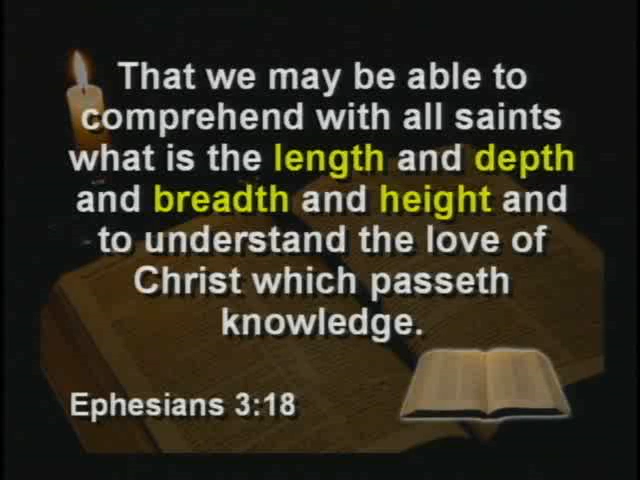 That we may be able to
comprehend with all saints
what is the length and depth
and breadth and height and
to understand the love of
Christ which passeth
knowledge.
Ephesians 3:18